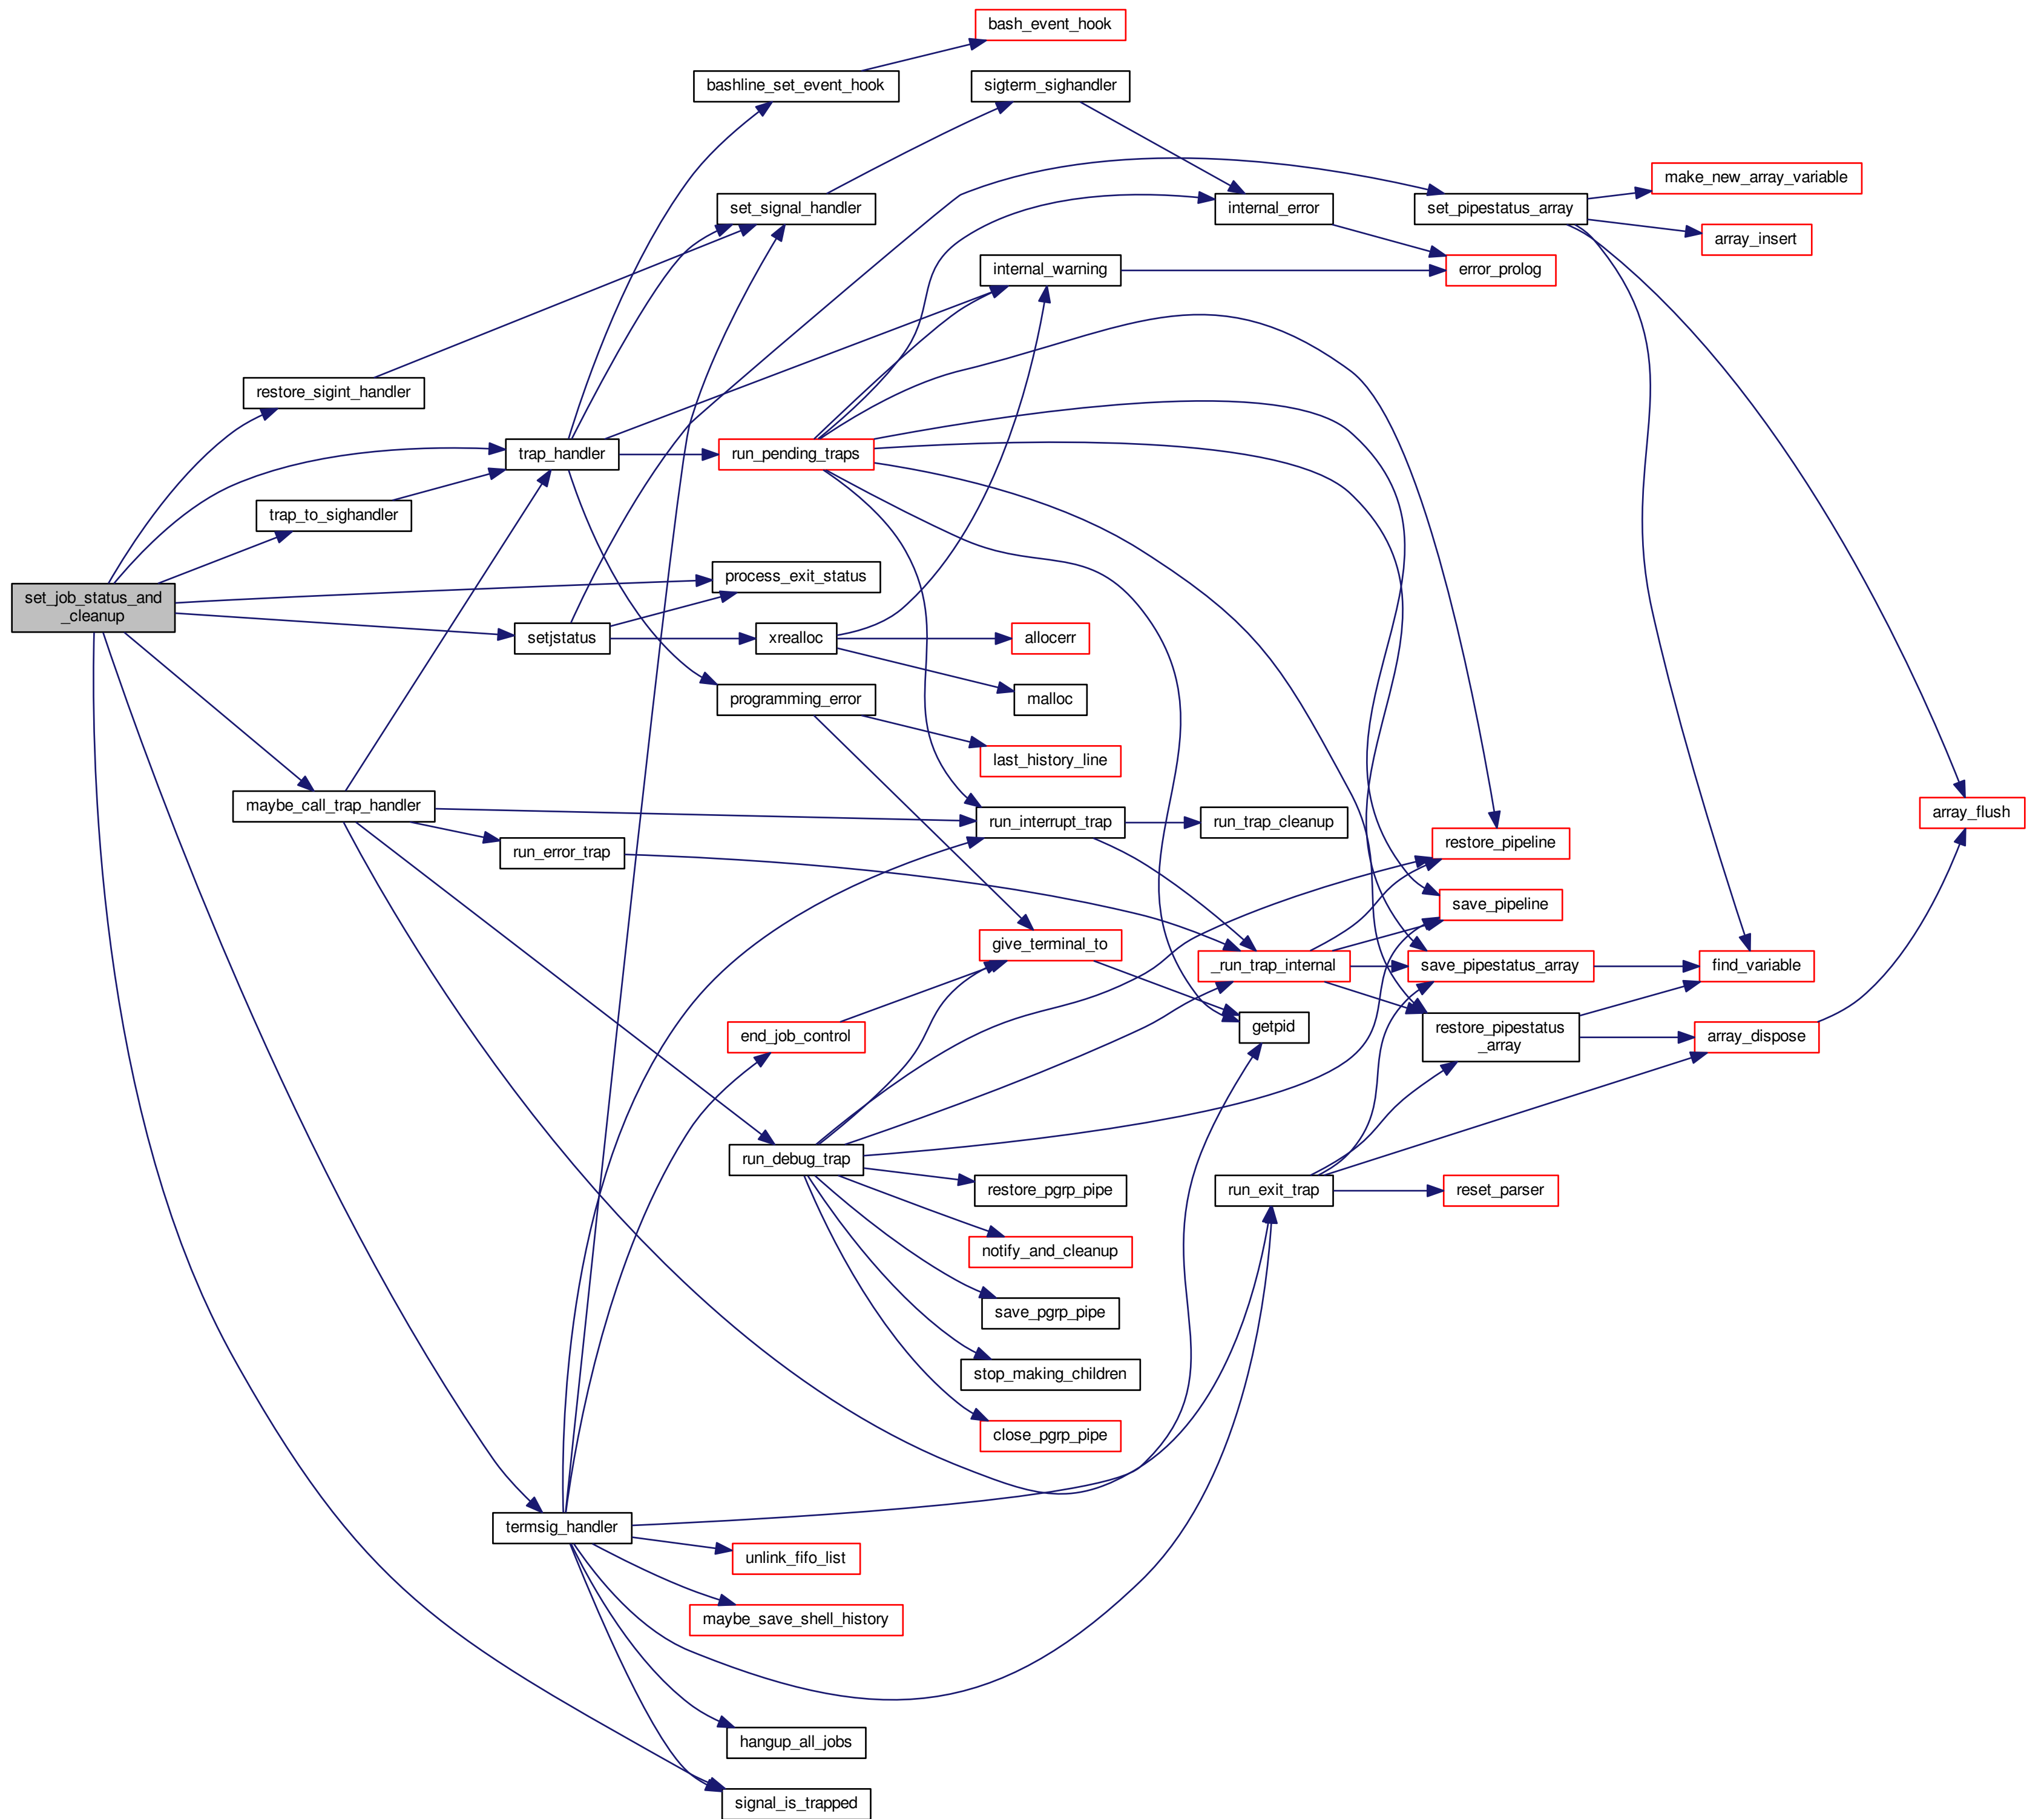 bash_event_hook
bashline_set_event_hook
sigterm_sighandler
make_new_array_variable
set_signal_handler
internal_error
set_pipestatus_array
array_insert
internal_warning
error_prolog
restore_sigint_handler
trap_handler
run_pending_traps
trap_to_sighandler
process_exit_status
set_job_status_and
_cleanup
setjstatus
xrealloc
allocerr
programming_error
malloc
last_history_line
maybe_call_trap_handler
run_interrupt_trap
run_trap_cleanup
array_flush
run_error_trap
restore_pipeline
save_pipeline
give_terminal_to
_run_trap_internal
save_pipestatus_array
find_variable
end_job_control
getpid
restore_pipestatus
_array
array_dispose
run_debug_trap
restore_pgrp_pipe
run_exit_trap
reset_parser
notify_and_cleanup
save_pgrp_pipe
stop_making_children
close_pgrp_pipe
termsig_handler
unlink_fifo_list
maybe_save_shell_history
hangup_all_jobs
signal_is_trapped